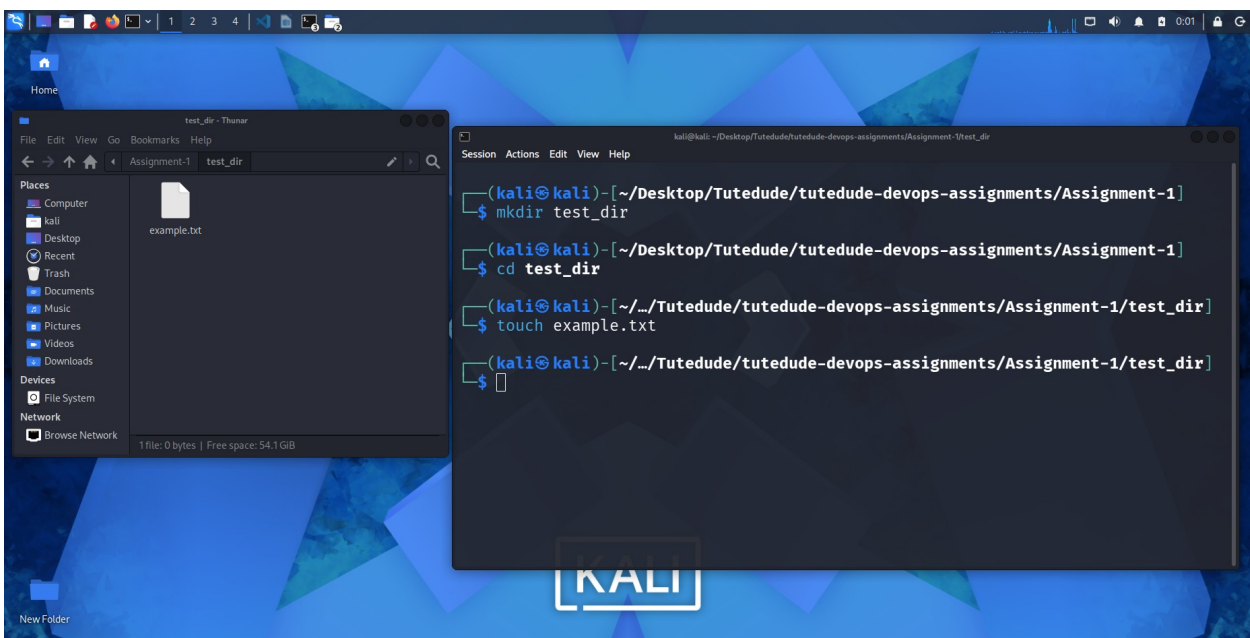 1 2 3 4
3
2
0:01
Home
test_dir - Thunar
File Edit View Go Bookmarks Help
Assignment-1 test_dir
Places
Computer
kali
Desktop
Recent
Trash
Documents
Music
Pictures
Videos
Downloads
Devices
File System
Network
Browse Network
example.txt
1 file: 0 bytes | Free space: 54.1 GiB
kali@kali: ~/Desktop/Tutedude/tutedude-devops-assignments/Assignment-1/test_dir
Session Actions Edit View Help
┌──(kali㉿kali)-[~/Desktop/Tutedude/tutedude-devops-assignments/Assignment-1]
└─$ mkdir test_dir
┌──(kali㉿kali)-[~/Desktop/Tutedude/tutedude-devops-assignments/Assignment-1]
└─$ cd test_dir
┌──(kali㉿kali)-[~/…/Tutedude/tutedude-devops-assignments/Assignment-1/test_dir]
└─$ touch example.txt
┌──(kali㉿kali)-[~/…/Tutedude/tutedude-devops-assignments/Assignment-1/test_dir]
└─$
KALI
New Folder